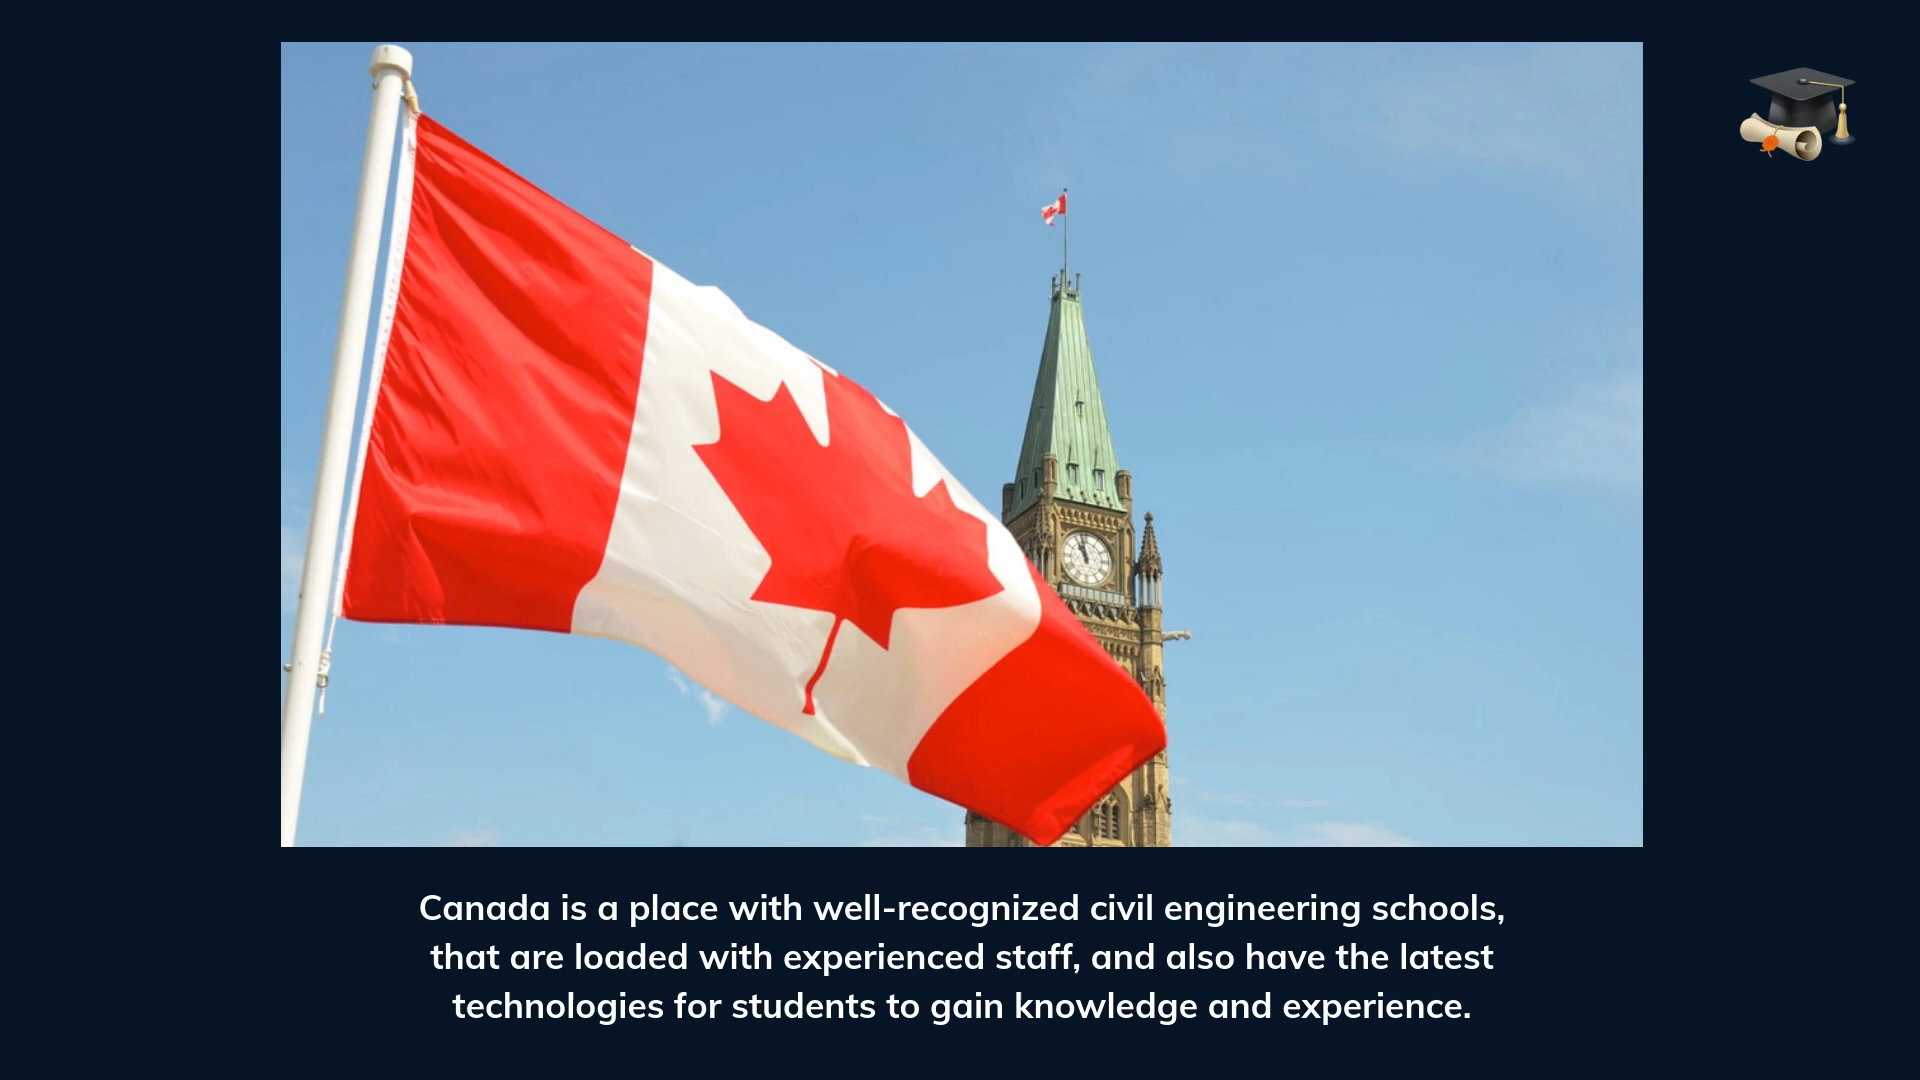 Canada is a place with well-recognized civil engineering schools,
that are loaded with experienced staff, and also have the latest
technologies for students to gain knowledge and experience.